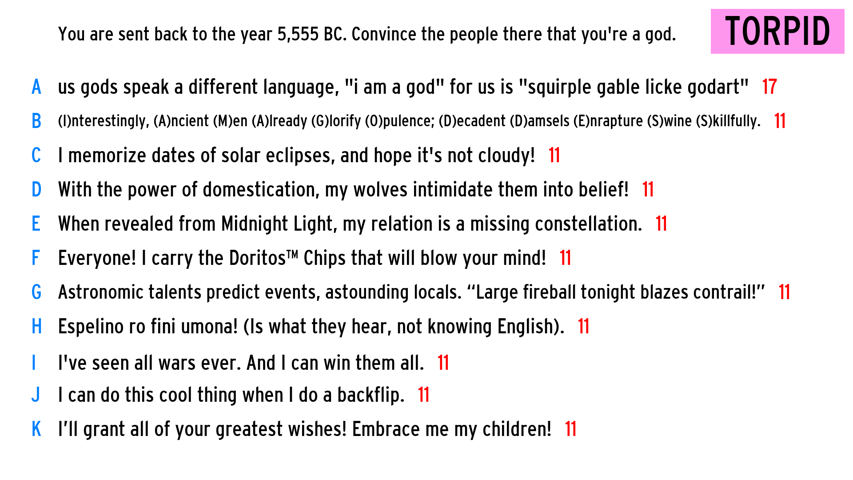 You are sent back to the year 5,555 BC. Convince the people there that you're a god.
TORPID
A us gods speak a different language, "i am a god" for us is "squirple gable licke godart" 17
B (I)nterestingly, (A)ncient (M)en (A)lready (G)lorify (O)pulence; (D)ecadent (D)amsels (E)nrapture (S)wine (S)killfully. 11
C I memorize dates of solar eclipses, and hope it's not cloudy! 11
D With the power of domestication, my wolves intimidate them into belief! 11
E When revealed from Midnight Light, my relation is a missing constellation. 11
F Everyone! I carry the Doritos™ Chips that will blow your mind! 11
G Astronomic talents predict events, astounding locals. “Large fireball tonight blazes contrail!” 11
H Espelino ro fini umona! (Is what they hear, not knowing English). 11
I I've seen all wars ever. And I can win them all. 11
J I can do this cool thing when I do a backflip. 11
K I’ll grant all of your greatest wishes! Embrace me my children! 11